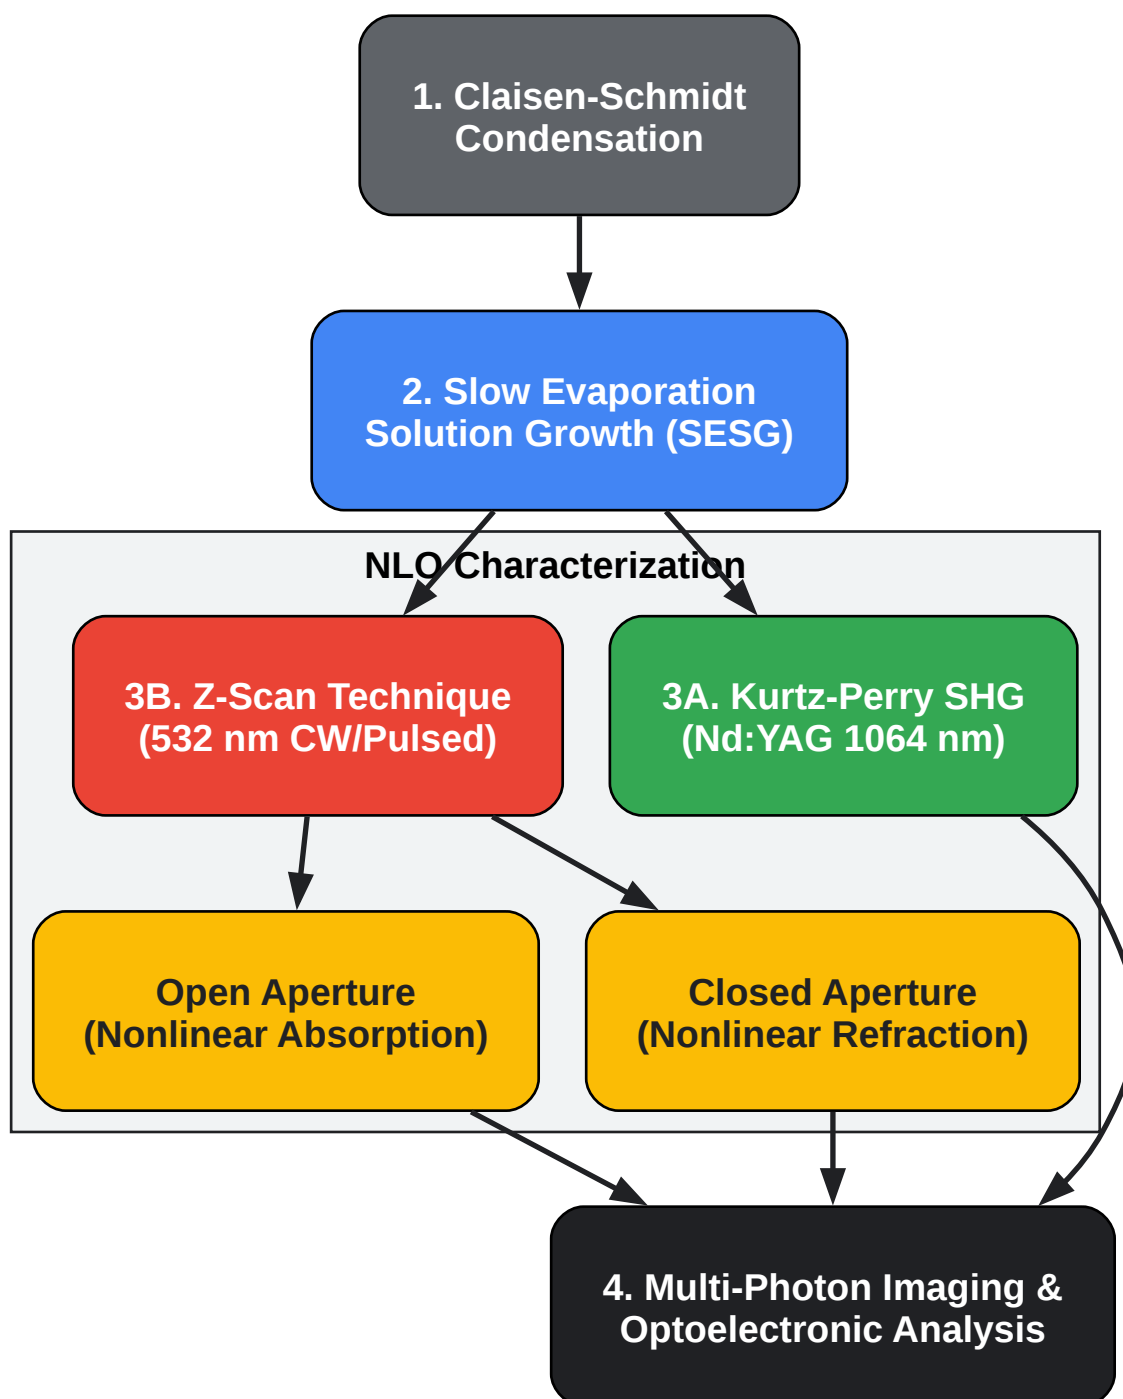 1. Claisen-Schmidt
Condensation
2. Slow Evaporation
Solution Growth (SESG)
NLO Characterization
3B. Z-Scan Technique
(532 nm CW/Pulsed)
3A. Kurtz-Perry SHG
(Nd:YAG 1064 nm)
Open Aperture
(Nonlinear Absorption)
Closed Aperture
(Nonlinear Refraction)
4. Multi-Photon Imaging &
Optoelectronic Analysis